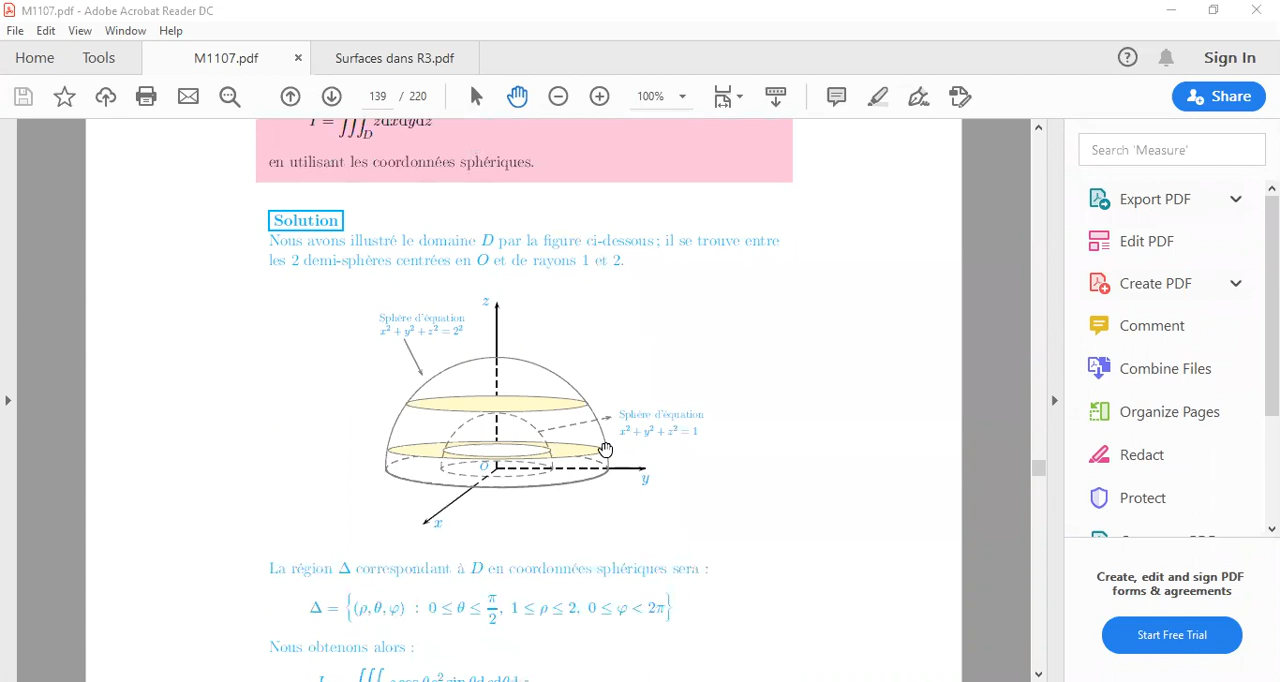 M1107.pdf - Adobe Acrobat Reader DC
File Edit View Window Help
Home Tools M1107.pdf × Surfaces dans R3.pdf Sign In
139 / 220 100% Share
I = ∭_D zdxdydz
en utilisant les coordonnées sphériques.
Solution
Nous avons illustré le domaine D par la figure ci-dessous ; il se trouve entre
les 2 demi-sphères centrées en O et de rayons 1 et 2.
z
Sphère d'équation
x² + y² + z² = 2²
Sphère d'équation
x² + y² + z² = 1
O
y
x
La région Δ correspondant à D en coordonnées sphériques sera :
Δ = {(ρ, θ, φ) : 0 ≤ θ ≤ π/2, 1 ≤ ρ ≤ 2, 0 ≤ φ < 2π}
Nous obtenons alors :
Search 'Measure'
Export PDF
Edit PDF
Create PDF
Comment
Combine Files
Organize Pages
Redact
Protect
Create, edit and sign PDF
forms & agreements
Start Free Trial